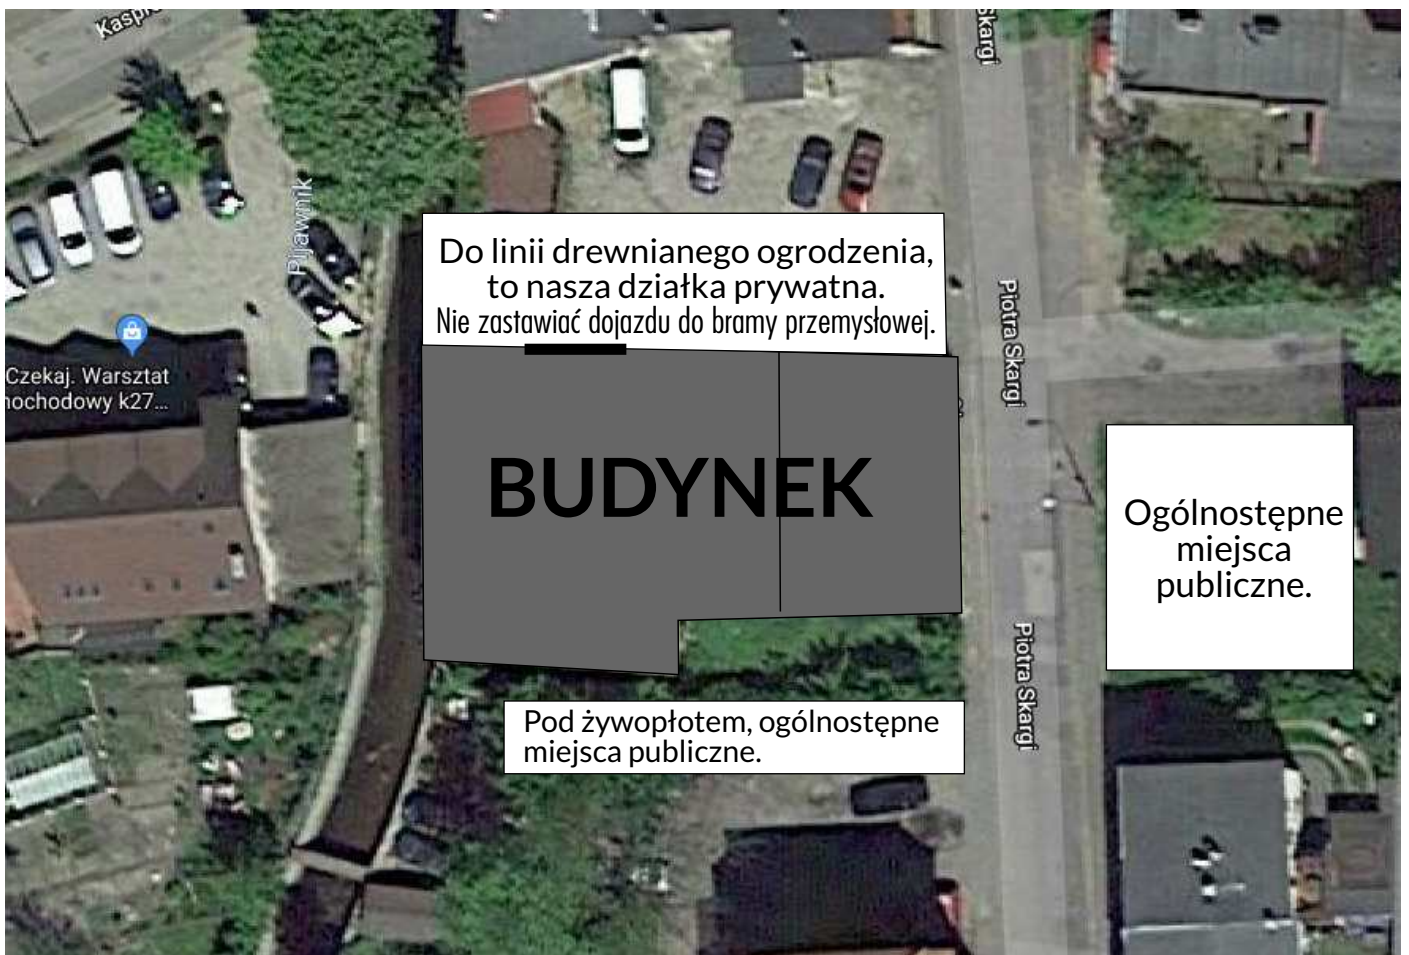 Kaspro
Skargi
Pijawnik
Do linii drewnianego ogrodzenia,
to nasza działka prywatna.
Nie zastawiać dojazdu do bramy przemysłowej.
Piotra Skargi
Czekaj. Warsztat
nochodowy k27...
BUDYNEK
Ogólnostępne
miejsca
publiczne.
Piotra Skargi
Pod żywopłotem, ogólnostępne
miejsca publiczne.